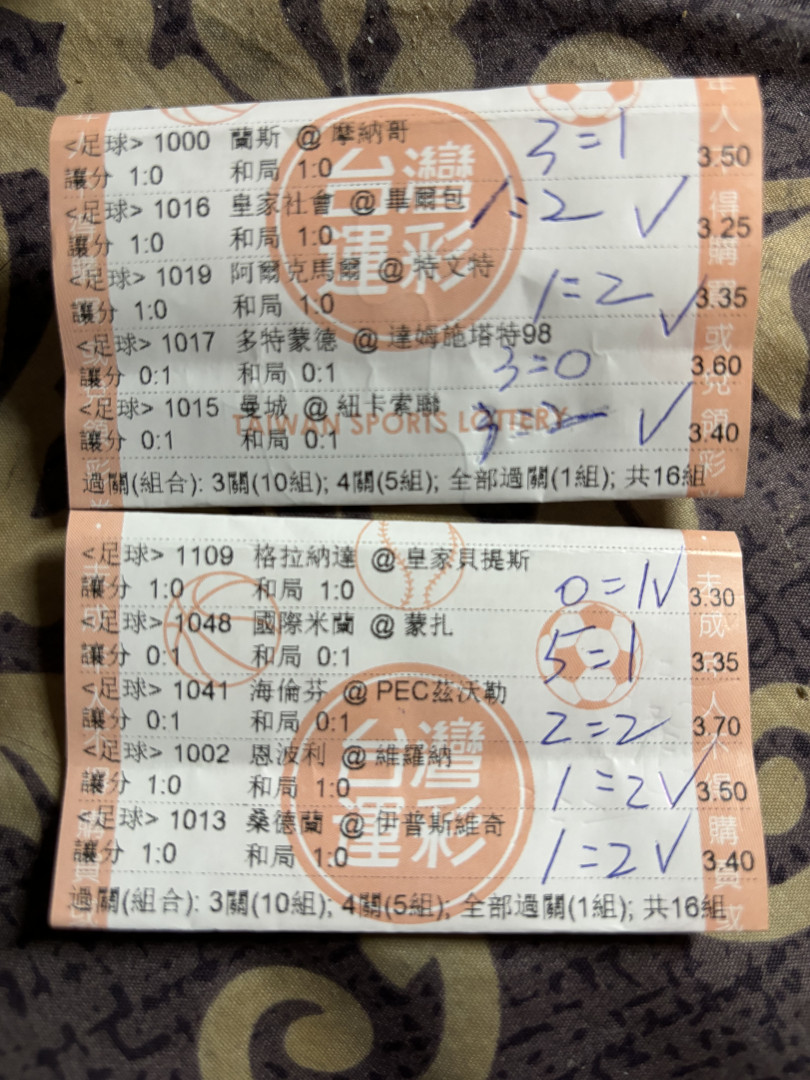 <足球> 1000 蘭斯 @ 摩納哥 3=1
讓分 1:0 和局 1:0 3.50
<足球> 1016 皇家社會 @ 畢爾包 1=2 ✓
讓分 1:0 和局 1:0 3.25
<足球> 1019 阿爾克馬爾 @ 特文特 1=2 ✓
讓分 1:0 和局 1:0 3.35
<足球> 1017 多特蒙德 @ 達姆施塔特98
讓分 0:1 和局 0:1 3=0 3.60
<足球> 1015 曼城 @ 紐卡索聯 3=2 ✓
讓分 0:1 和局 0:1 3.40
TAIWAN SPORTS LOTTERY
過關(組合): 3關(10組); 4關(5組); 全部過關(1組); 共16組
台灣運彩
<足球> 1109 格拉納達 @ 皇家貝提斯
讓分 1:0 和局 1:0 0=1 ✓ 3.30
<足球> 1048 國際米蘭 @ 蒙扎
讓分 0:1 和局 0:1 5=1 3.35
<足球> 1041 海倫芬 @ PEC茲沃勒
讓分 0:1 和局 0:1 2=2 3.70
<足球> 1002 恩波利 @ 維羅納
讓分 1:0 和局 1:0 1=2 ✓ 3.50
<足球> 1013 桑德蘭 @ 伊普斯維奇
讓分 1:0 和局 1:0 1=2 ✓ 3.40
過關(組合): 3關(10組); 4關(5組); 全部過關(1組); 共16組
台灣運彩